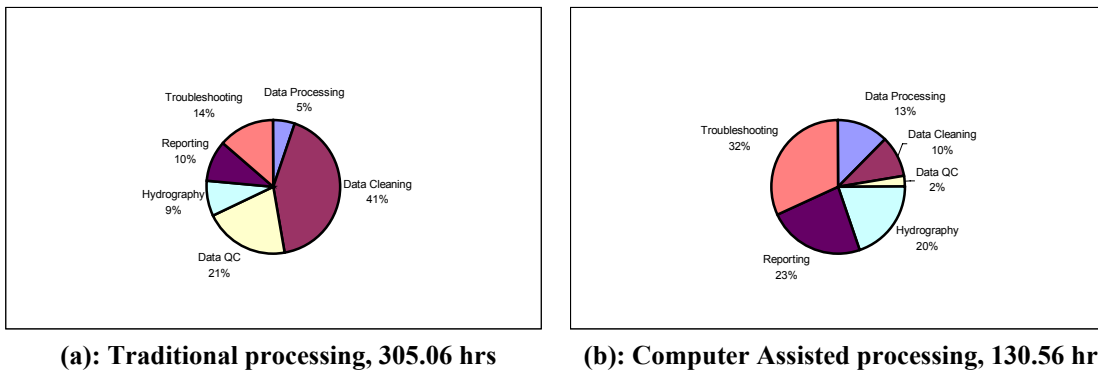 Troubleshooting
14%
Data Processing
5%
Reporting
10%
Data Cleaning
41%
Hydrography
9%
Data QC
21%
(a): Traditional processing, 305.06 hrs
Data Processing
13%
Troubleshooting
32%
Data Cleaning
10%
Data QC
2%
Hydrography
20%
Reporting
23%
(b): Computer Assisted processing, 130.56 hr